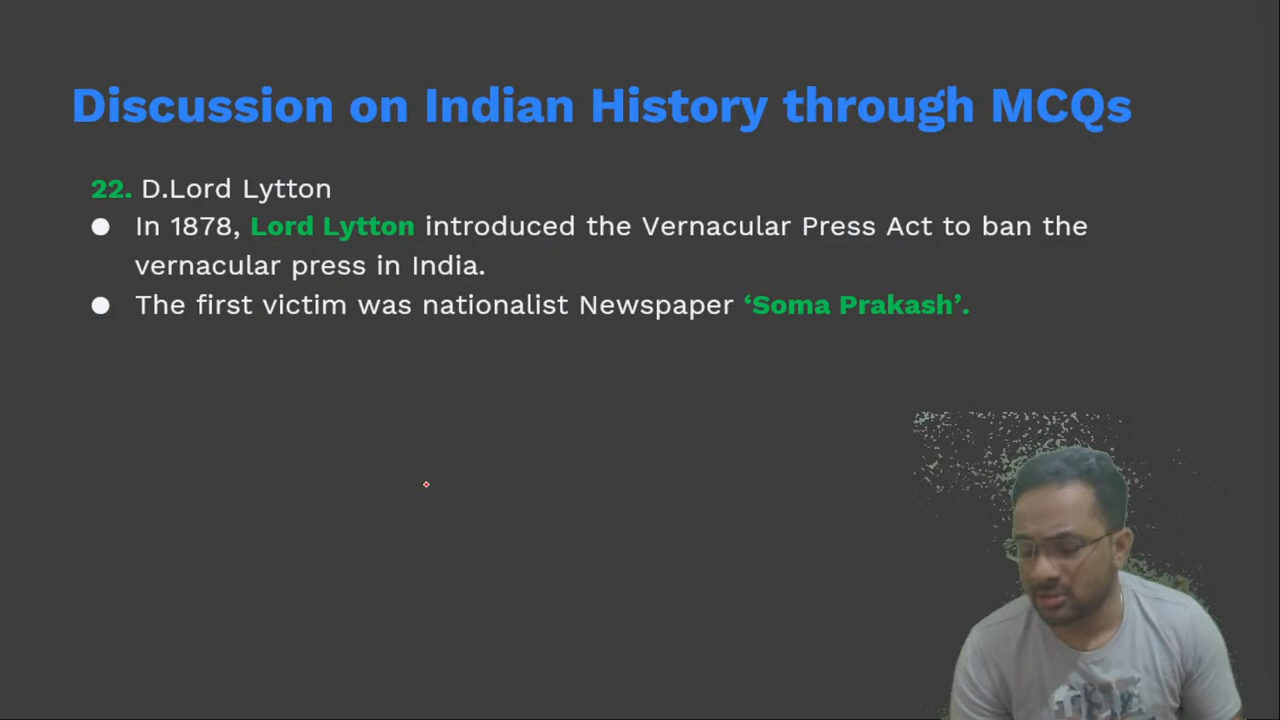 Discussion on Indian History through MCQs
22. D.Lord Lytton
● In 1878, Lord Lytton introduced the Vernacular Press Act to ban the
vernacular press in India.
● The first victim was nationalist Newspaper ‘Soma Prakash’.